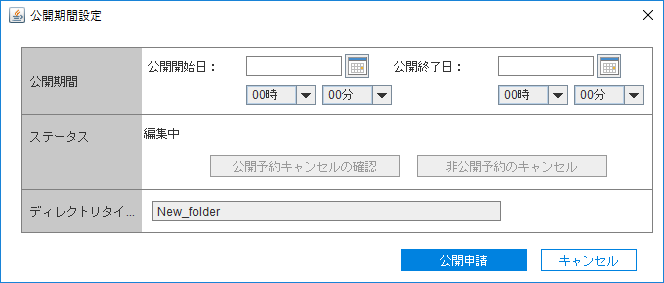 公開期間設定
公開期間
公開開始日：
公開終了日：
00時 00分
00時 00分
ステータス
編集中
公開予約キャンセルの確認
非公開予約のキャンセル
ディレクトリタイ...
New_folder
公開申請
キャンセル